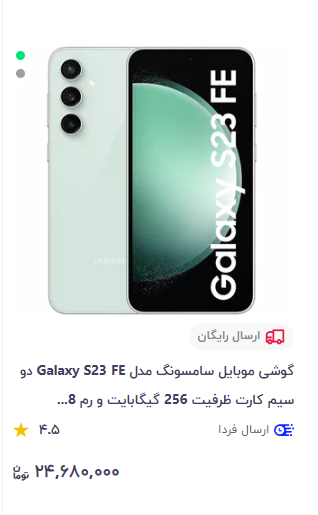 Galaxy S23 FE
SAMSUNG
ارسال رایگان
گوشی موبایل سامسونگ مدل Galaxy S23 FE دو
سیم کارت ظرفیت 256 گیگابایت و رم 8...
ارسال فردا
۴.۵
۲۴,۶۸۰,۰۰۰ تومان